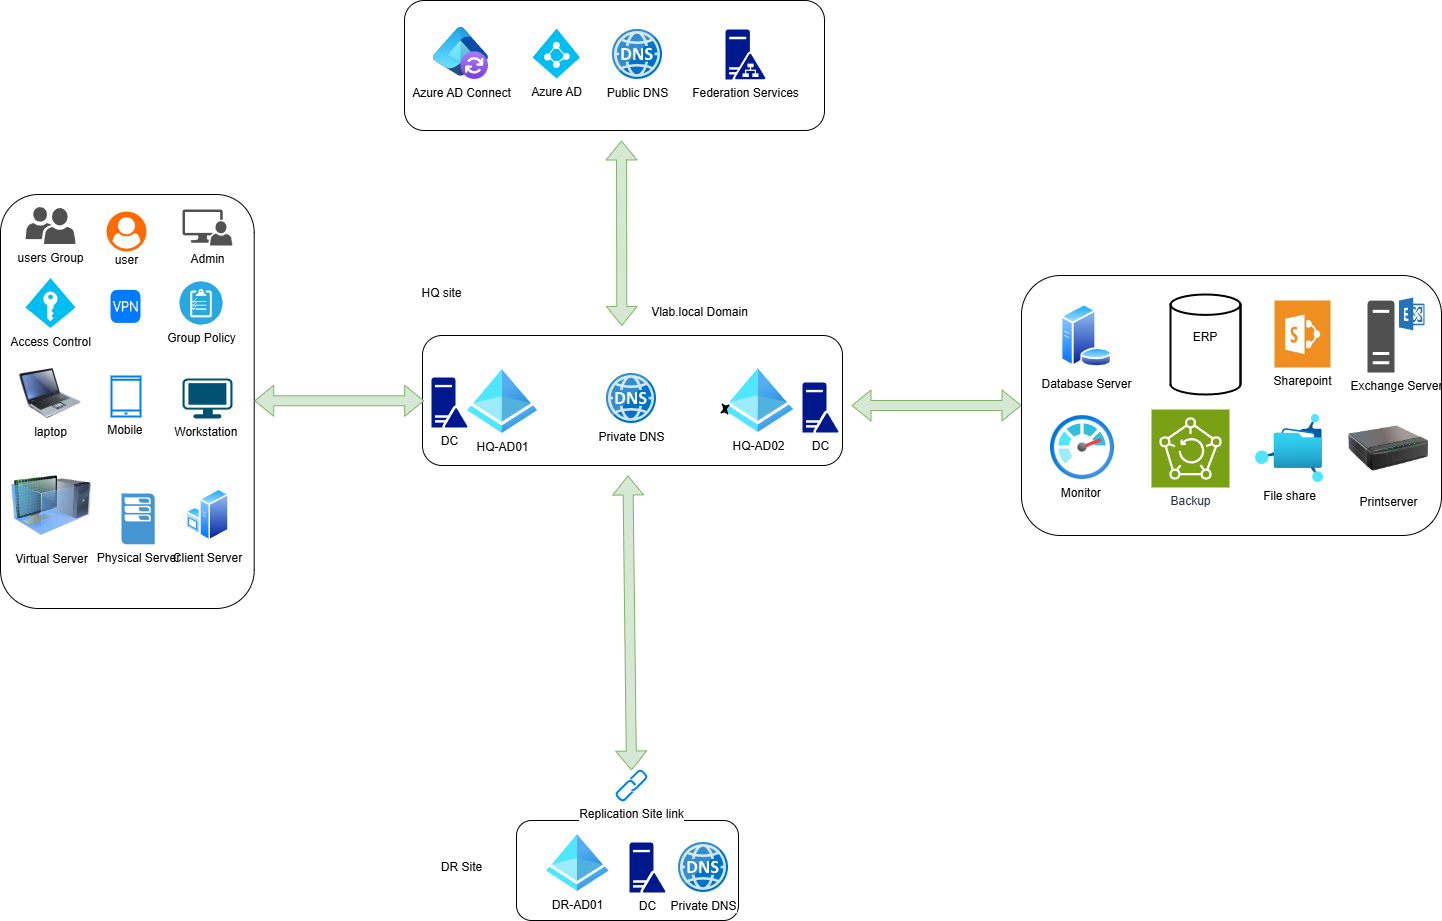 DNS
Azure AD Connect
Azure AD
Public DNS
Federation Services
users Group
user
Admin
VPN
Access Control
Group Policy
laptop
Mobile
Workstation
Virtual Server
Physical Server
Client Server
HQ site
Vlab.local Domain
DNS
DC
HQ-AD01
Private DNS
HQ-AD02
DC
ERP
S
E
Database Server
Sharepoint
Exchange Server
Monitor
Backup
File share
Printserver
Replication Site link
DR Site
DNS
DR-AD01
DC
Private DNS